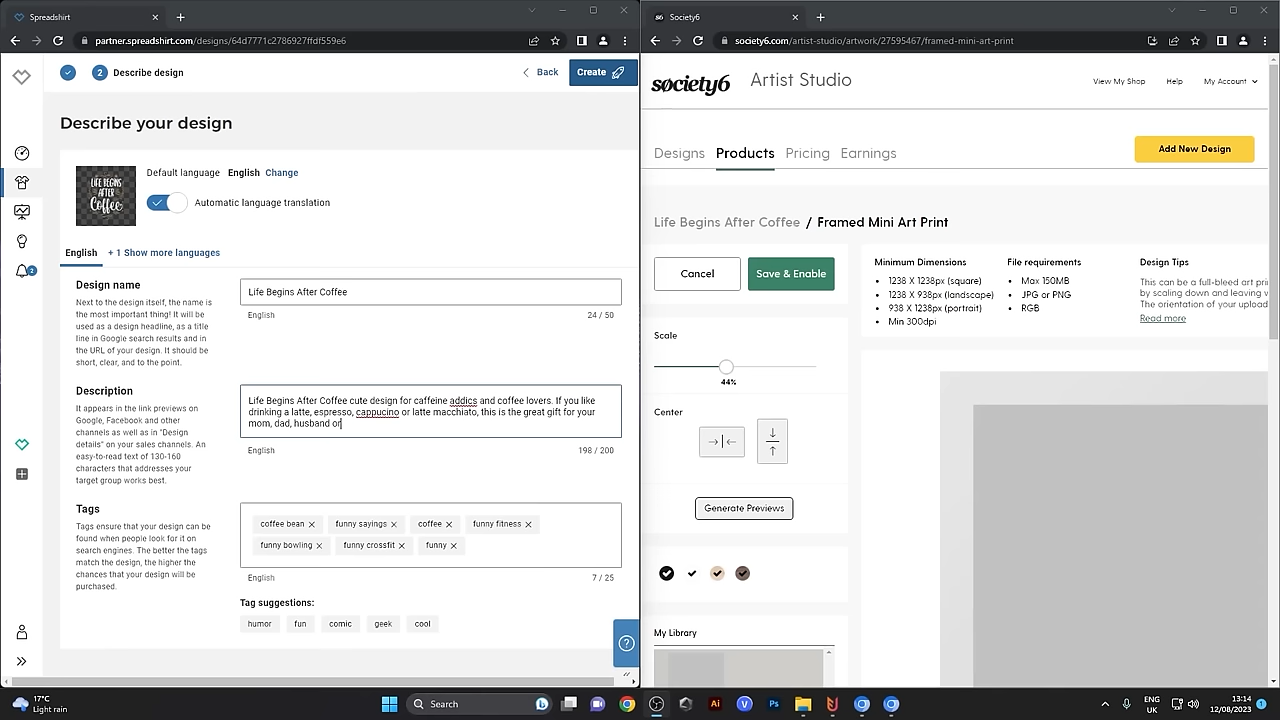 Spreadshirt
partner.spreadshirt.com/designs/64d7771c2786927ffdf559e6
2 Describe design
Back
Create
Describe your design
LIFE BEGINS
AFTER
Coffee
Default language English Change
Automatic language translation
English + 1 Show more languages
Design name
Next to the design itself, the name is
the most important thing! It will be
used as a design headline, as a title
line in Google search results and in
the URL of your design. It should be
short, clear, and to the point.
Life Begins After Coffee
English 24 / 50
Description
It appears in the link previews on
Google, Facebook and other
channels as well as in "Design
details" on your sales channels. An
easy-to-read text of 130-160
characters that addresses your
target group works best.
Life Begins After Coffee cute design for caffeine addics and coffee lovers. If you like
drinking a latte, espresso, cappucino or latte macchiato, this is the great gift for your
mom, dad, husband or
English 198 / 200
Tags
Tags ensure that your design can be
found when people look for it on
search engines. The better the tags
match the design, the higher the
chances that your design will be
purchased.
coffee bean funny sayings coffee funny fitness
funny bowling funny crossfit funny
English 7 / 25
Tag suggestions:
humor fun comic geek cool
2
Society6
society6.com/artist-studio/artwork/27595467/framed-mini-art-print
society6 Artist Studio
View My Shop Help My Account
Designs Products Pricing Earnings
Add New Design
Life Begins After Coffee / Framed Mini Art Print
Cancel Save & Enable
Minimum Dimensions
1238 X 1238px (square)
1238 X 938px (landscape)
938 X 1238px (portrait)
Min 300dpi
File requirements
Max 150MB
JPG or PNG
RGB
Design Tips
This can be a full-bleed art pri
by scaling down and leaving w
The orientation of your upload
Read more
Scale
44%
Center
Generate Previews
My Library
17°C
Light rain
Search
Ai
Ps
ENG
UK
13:14
12/08/2023
1